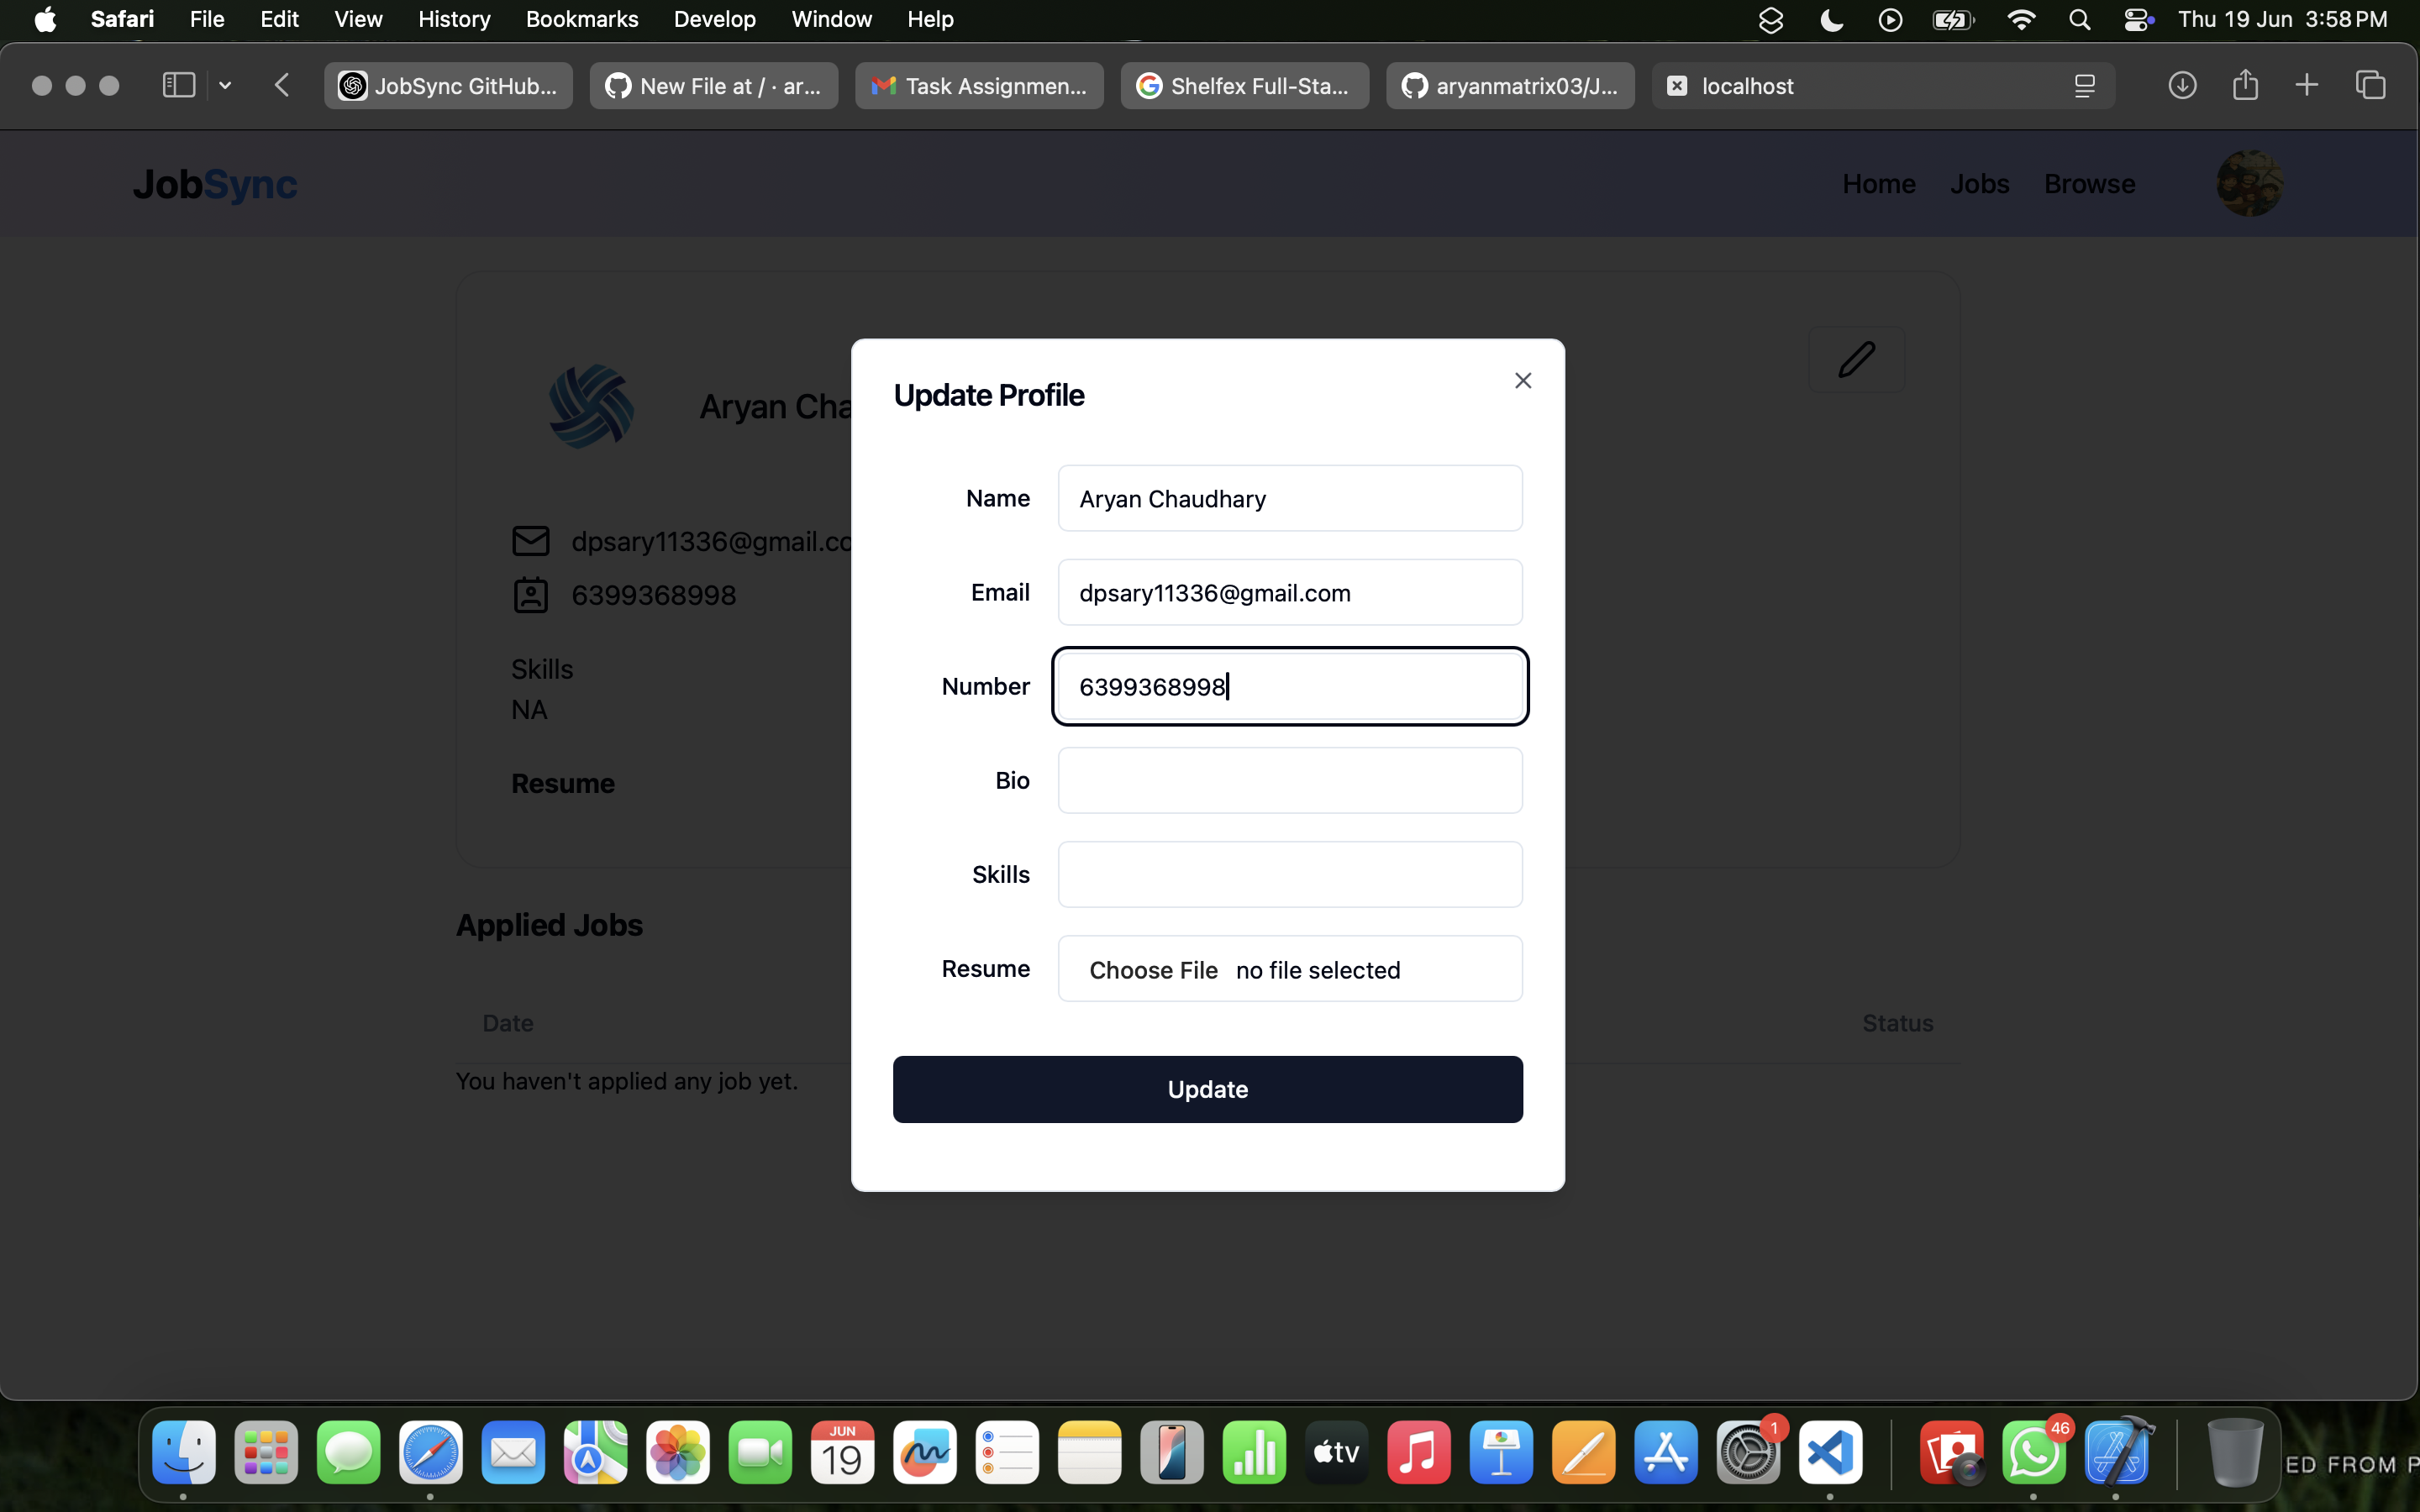 Safari File Edit View History Bookmarks Develop Window Help Thu 19 Jun 3:58 PM
JobSync GitHub... New File at / · ar... Task Assignmen... Shelfex Full-Sta... aryanmatrix03/J... localhost
JobSync Home Jobs Browse
Update Profile
Aryan Cha
Name Aryan Chaudhary
dpsary11336@gmail.co
Email dpsary11336@gmail.com
6399368998
Number 6399368998
Skills
NA
Bio
Resume
Skills
Applied Jobs
Resume Choose File no file selected
Date Status
You haven't applied any job yet.
Update
JUN
19
tv
1
46
ED FROM P